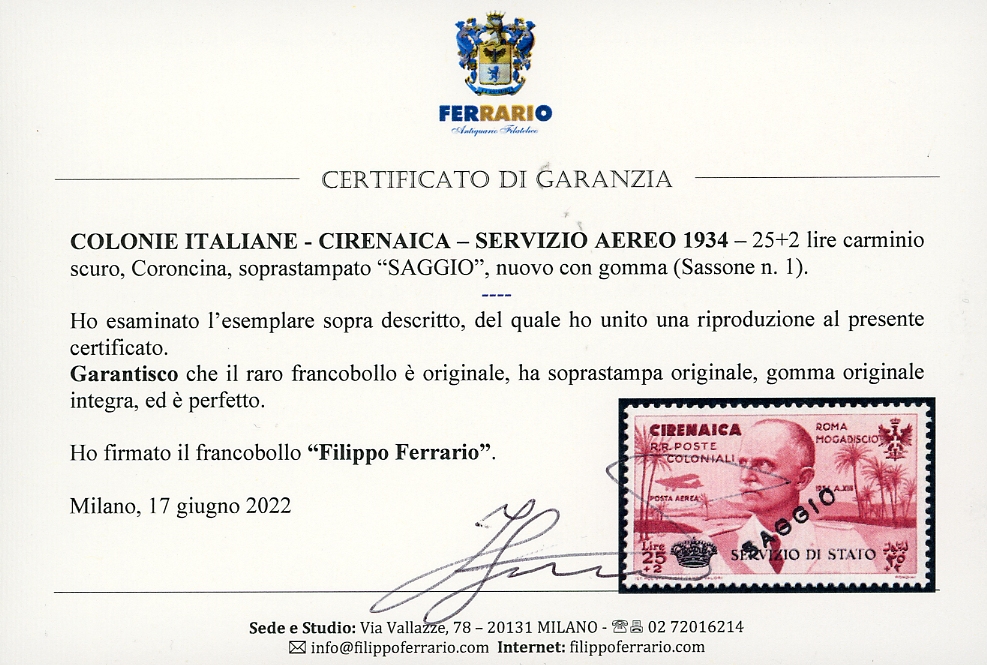 FERRARIO
Antiquario Filatelico
CERTIFICATO DI GARANZIA
COLONIE ITALIANE - CIRENAICA – SERVIZIO AEREO 1934 – 25+2 lire carminio
scuro, Coroncina, soprastampato “SAGGIO”, nuovo con gomma (Sassone n. 1).
----
Ho esaminato l’esemplare sopra descritto, del quale ho unito una riproduzione al presente
certificato.
Garantisco che il raro francobollo è originale, ha soprastampa originale, gomma originale
integra, ed è perfetto.
Ho firmato il francobollo “Filippo Ferrario”.
Milano, 17 giugno 2022
CIRENAICA
R.R. POSTE
COLONIALI
ROMA
MOGADISCIO
POSTA AEREA
1934 A.XIII
SAGGIO
Lire
25
+2
SERVIZIO DI STATO
Sede e Studio: Via Vallazze, 78 – 20131 MILANO - ☎ 02 72016214
✉ info@filippoferrario.com Internet: filippoferrario.com